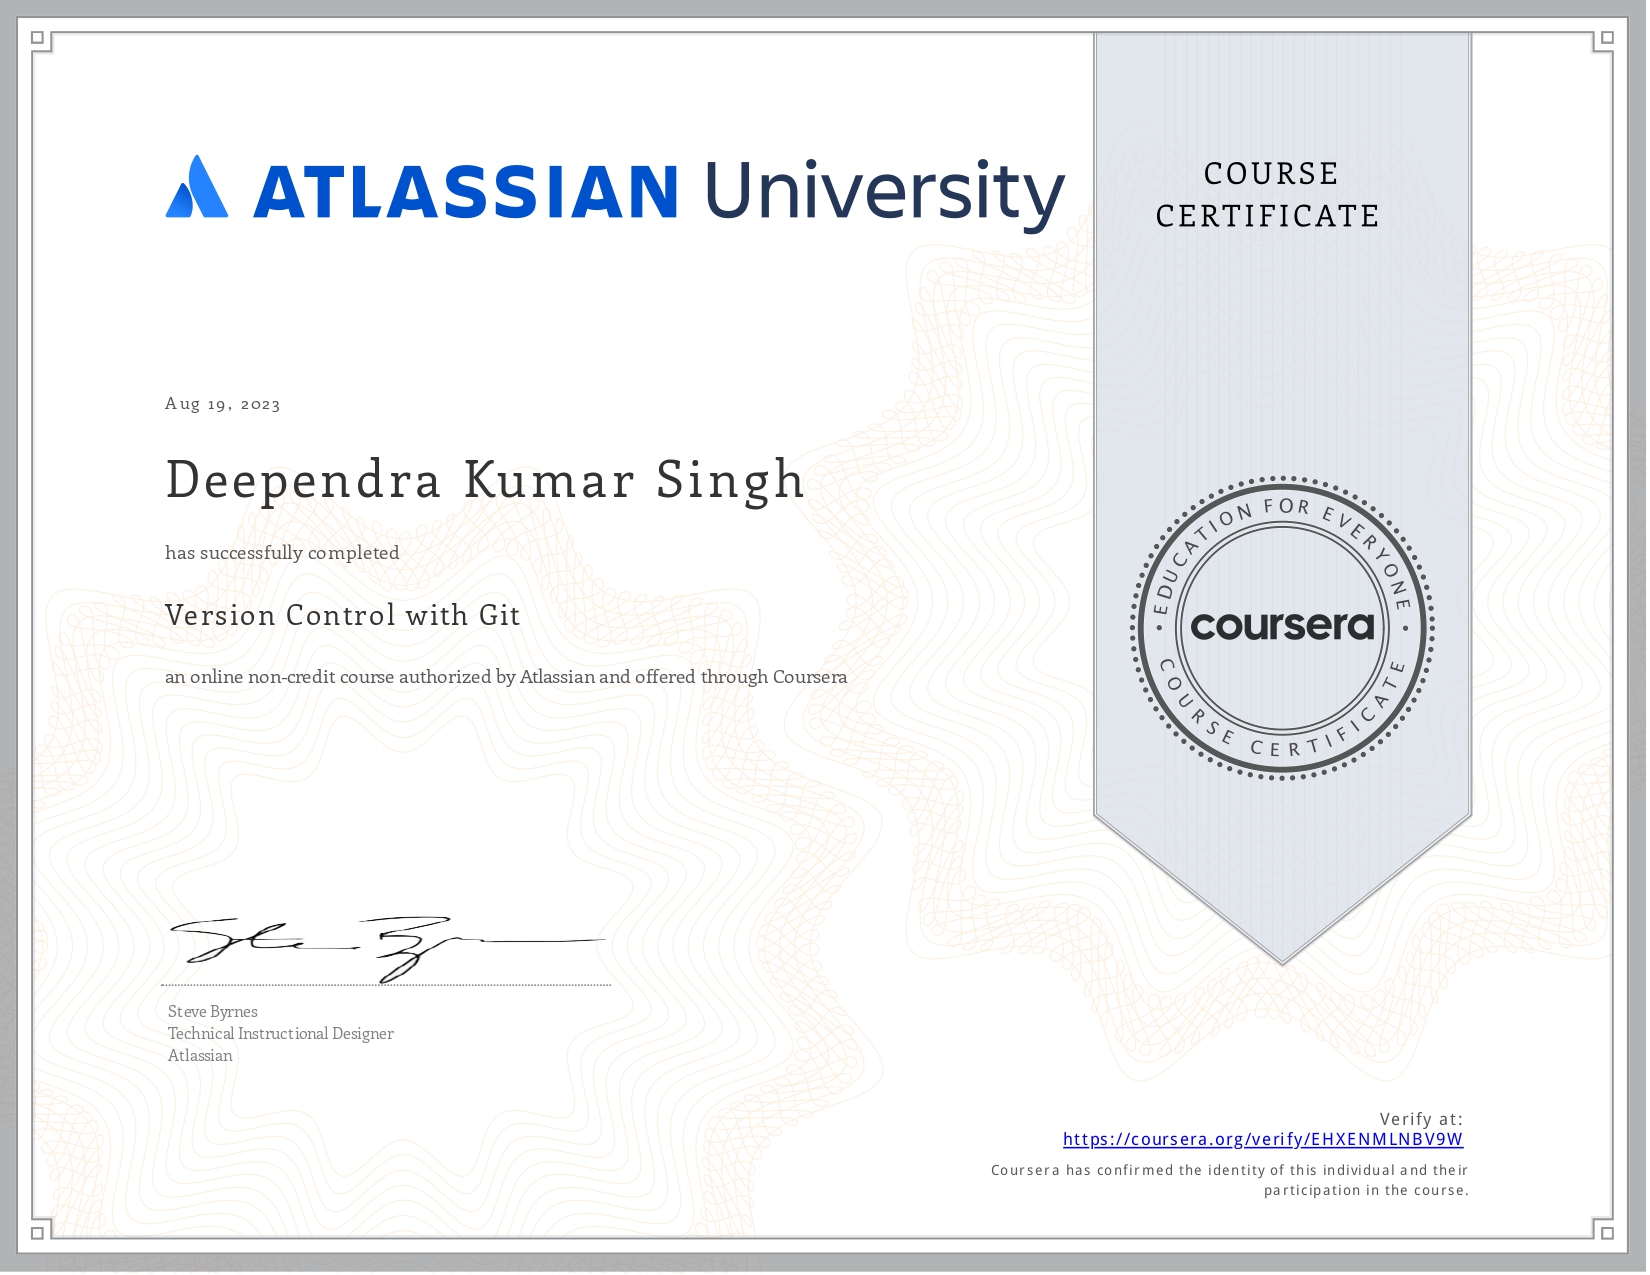 ATLASSIAN University
COURSE
CERTIFICATE
Aug 19, 2023
Deependra Kumar Singh
has successfully completed
Version Control with Git
an online non-credit course authorized by Atlassian and offered through Coursera
EDUCATION FOR EVERYONE
coursera
COURSE CERTIFICATE
Steve Byrnes
Technical Instructional Designer
Atlassian
Verify at:
https://coursera.org/verify/EHXENMLNBV9W
Coursera has confirmed the identity of this individual and their
participation in the course.